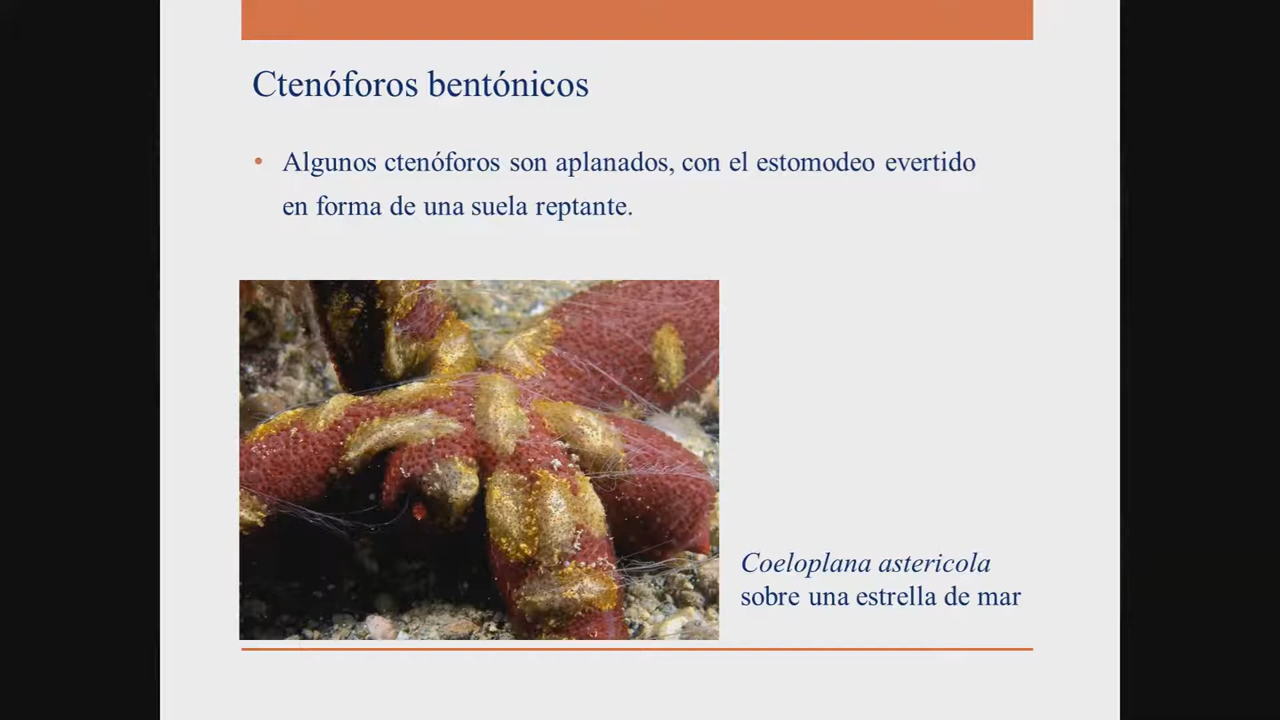 Ctenóforos bentónicos
• Algunos ctenóforos son aplanados, con el estomodeo evertido
en forma de una suela reptante.
Coeloplana astericola
sobre una estrella de mar